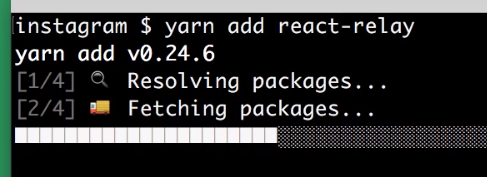 instagram $ yarn add react-relay
yarn add v0.24.6
[1/4] 🔍 Resolving packages...
[2/4] 🚚 Fetching packages...